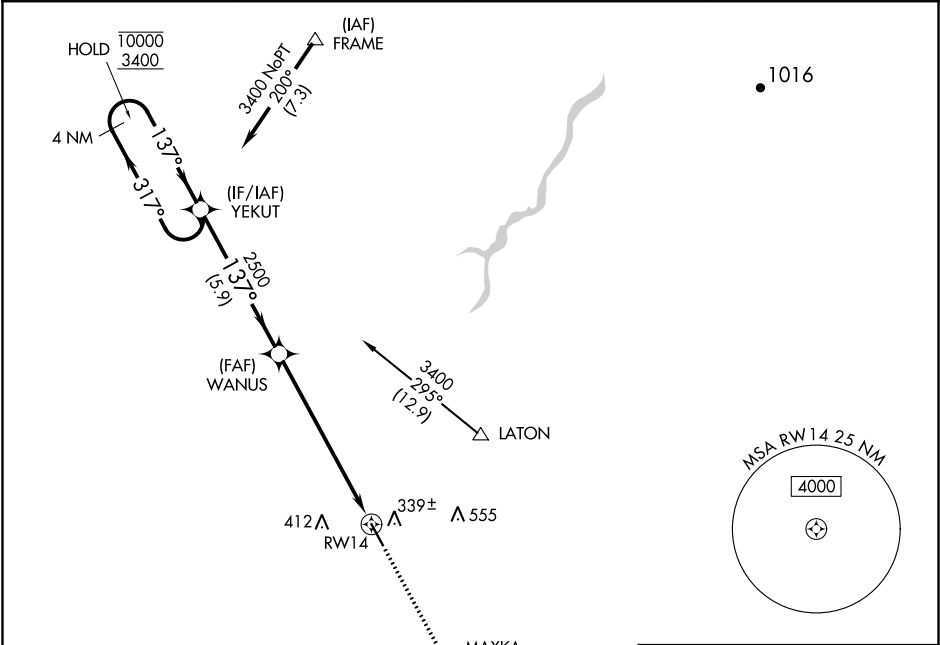 (IAF)
FRAME
HOLD
10000
3400
3400 NoPT
200°
(7.3)
1016
4 NM
137°
317°
(IF/IAF)
YEKUT
2500
137°
(5.9)
(FAF)
WANUS
3400
295°
(12.9)
LATON
MSA RW14 25 NM
4000
412
339±
555
RW14